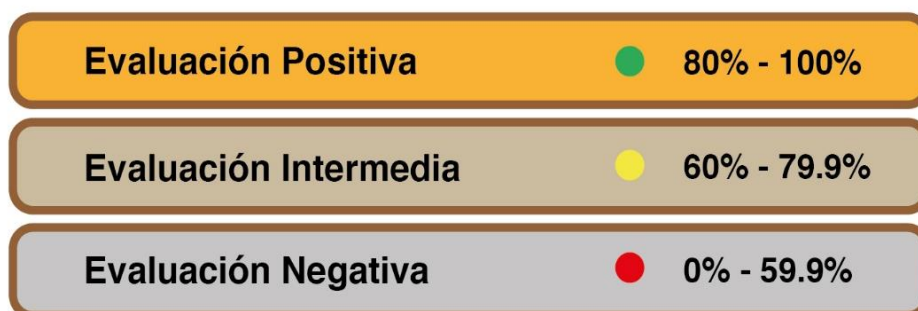 Evaluación Positiva 80% - 100%
Evaluación Intermedia 60% - 79.9%
Evaluación Negativa 0% - 59.9%